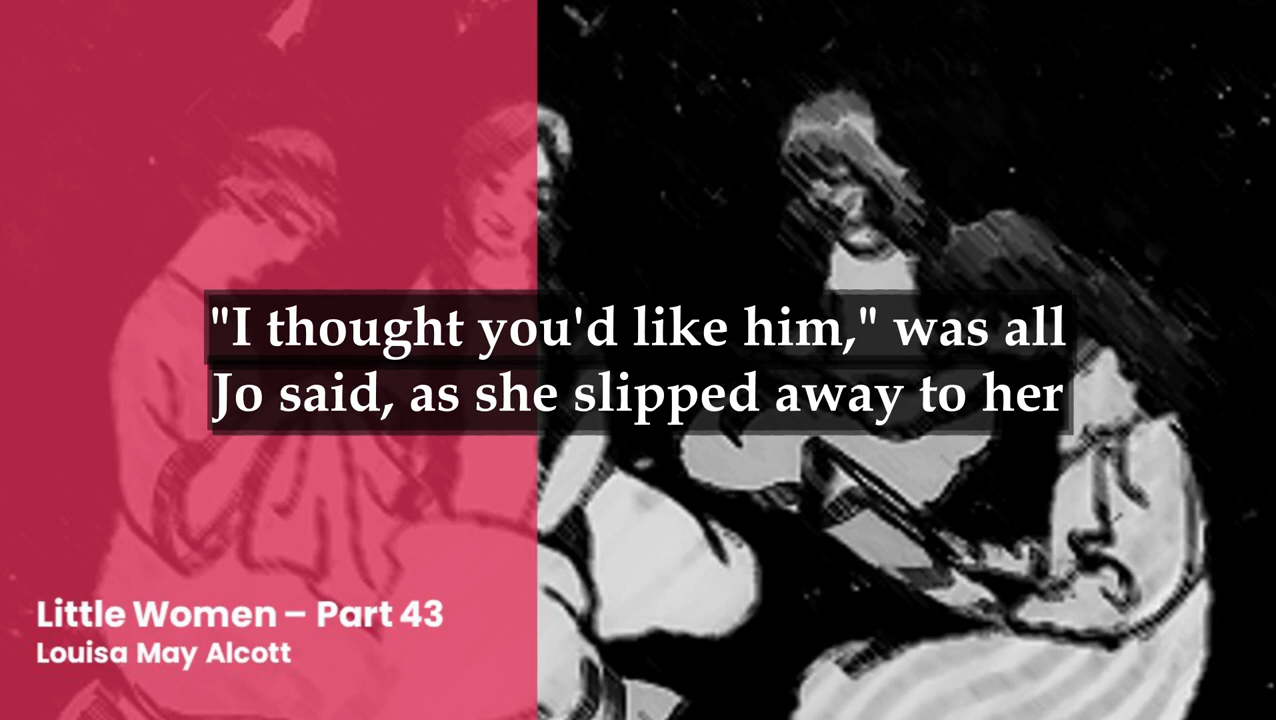 "I thought you'd like him," was all
Jo said, as she slipped away to her
Little Women – Part 43
Louisa May Alcott